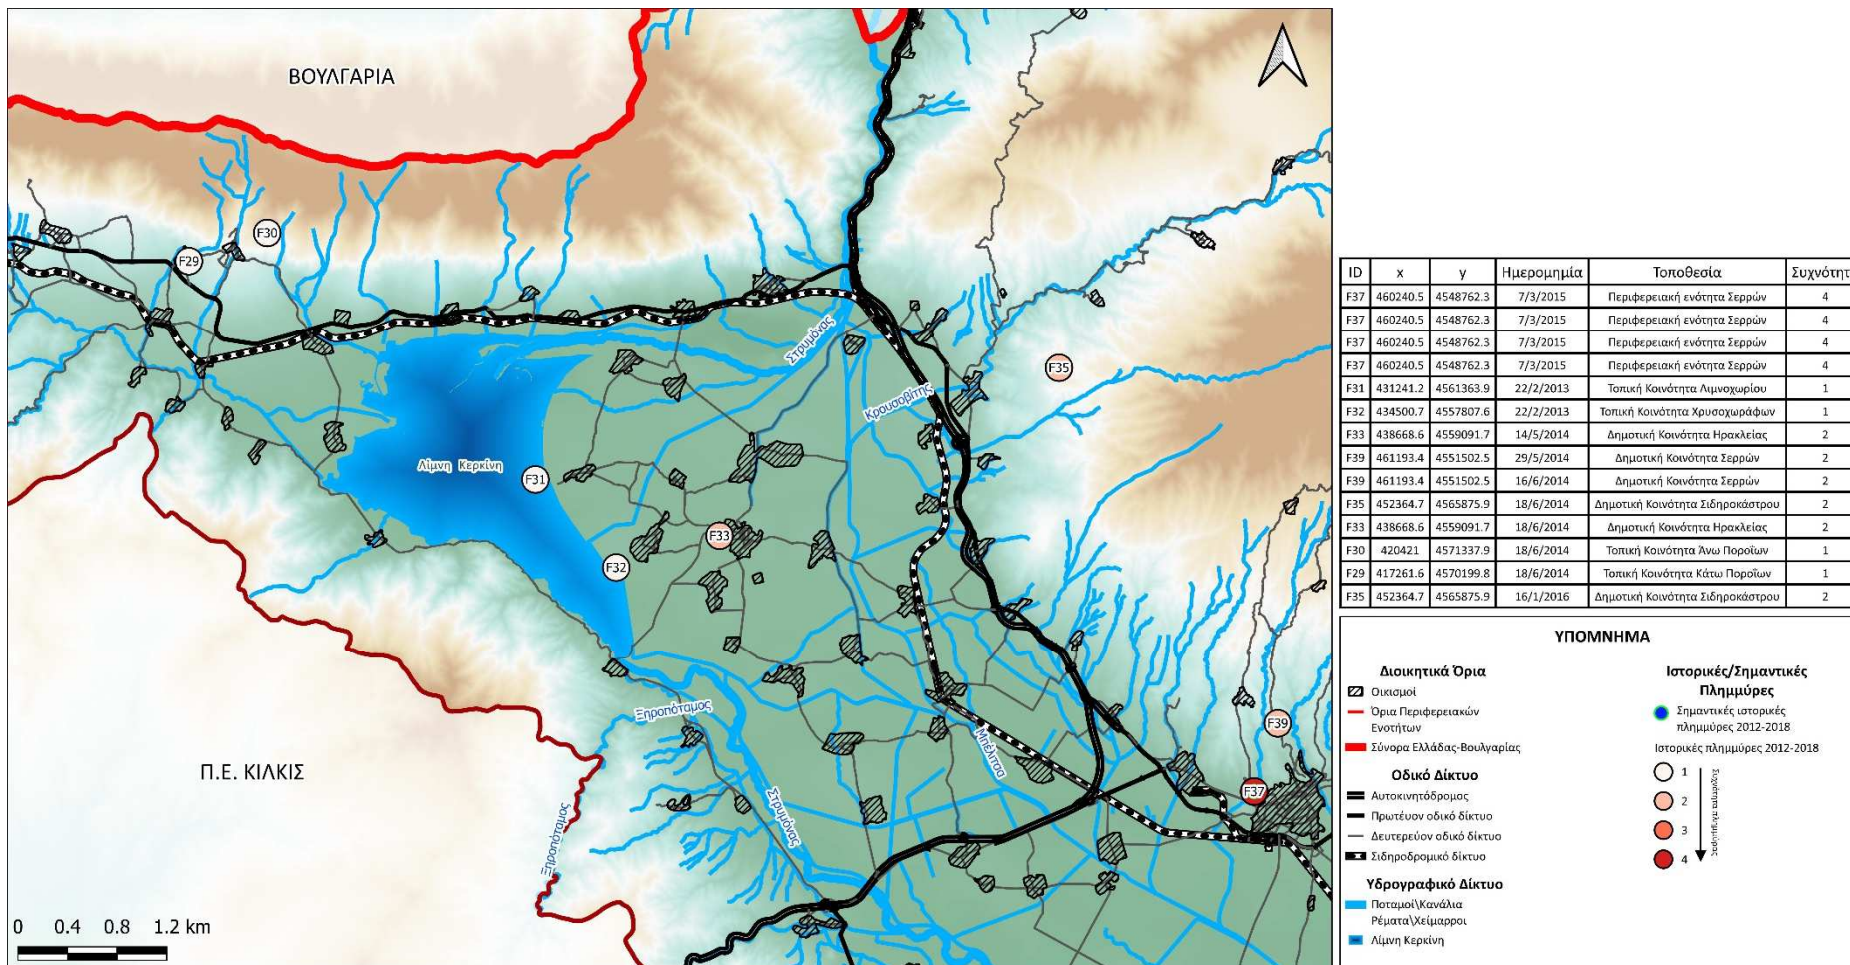 ΒΟΥΛΓΑΡΙΑ
F30
F29
Στρυμόνας
F35
Κρουσοβίτης
Λίμνη Κερκίνη
F31
F33
F32
Ξηροπόταμος
F39
Μπέλιτσα
Π.Ε. ΚΙΛΚΙΣ
F37
Στρυμόνας
Ξηροπόταμος
0 0.4 0.8 1.2 km
ID x y Ημερομηνία Τοποθεσία Συχνότητ
F37 460240.5 4548762.3 7/3/2015 Περιφερειακή ενότητα Σερρών 4
F37 460240.5 4548762.3 7/3/2015 Περιφερειακή ενότητα Σερρών 4
F37 460240.5 4548762.3 7/3/2015 Περιφερειακή ενότητα Σερρών 4
F37 460240.5 4548762.3 7/3/2015 Περιφερειακή ενότητα Σερρών 4
F31 431241.2 4561363.9 22/2/2013 Τοπική Κοινότητα Λιμνοχωρίου 1
F32 434500.7 4557807.6 22/2/2013 Τοπική Κοινότητα Χρυσοχωράφων 1
F33 438668.6 4559091.7 14/5/2014 Δημοτική Κοινότητα Ηρακλείας 2
F39 461193.4 4551502.5 29/5/2014 Δημοτική Κοινότητα Σερρών 2
F39 461193.4 4551502.5 16/6/2014 Δημοτική Κοινότητα Σερρών 2
F35 452364.7 4565875.9 18/6/2014 Δημοτική Κοινότητα Σιδηροκάστρου 2
F33 438668.6 4559091.7 18/6/2014 Δημοτική Κοινότητα Ηρακλείας 2
F30 420421 4571337.9 18/6/2014 Τοπική Κοινότητα Άνω Ποροΐων 1
F29 417261.6 4570199.8 18/6/2014 Τοπική Κοινότητα Κάτω Ποροΐων 1
F35 452364.7 4565875.9 16/1/2016 Δημοτική Κοινότητα Σιδηροκάστρου 2
ΥΠΟΜΝΗΜΑ
Διοικητικά Όρια
Οικισμοί
Όρια Περιφερειακών
Ενοτήτων
Σύνορα Ελλάδας-Βουλγαρίας
Οδικό Δίκτυο
Αυτοκινητόδρομος
Πρωτέυον οδικό δίκτυο
Δευτερεύον οδικό δίκτυο
Σιδηροδρομικό δίκτυο
Υδρογραφικό Δίκτυο
Ποταμοί\Κανάλια
Ρέματα\Χείμαρροι
Λίμνη Κερκίνη
Ιστορικές/Σημαντικές
Πλημμύρες
Σημαντικές ιστορικές
πλημμύρες 2012-2018
Ιστορικές πλημμύρες 2012-2018
1
2
3
4
Συχνότητα πλημμύρας